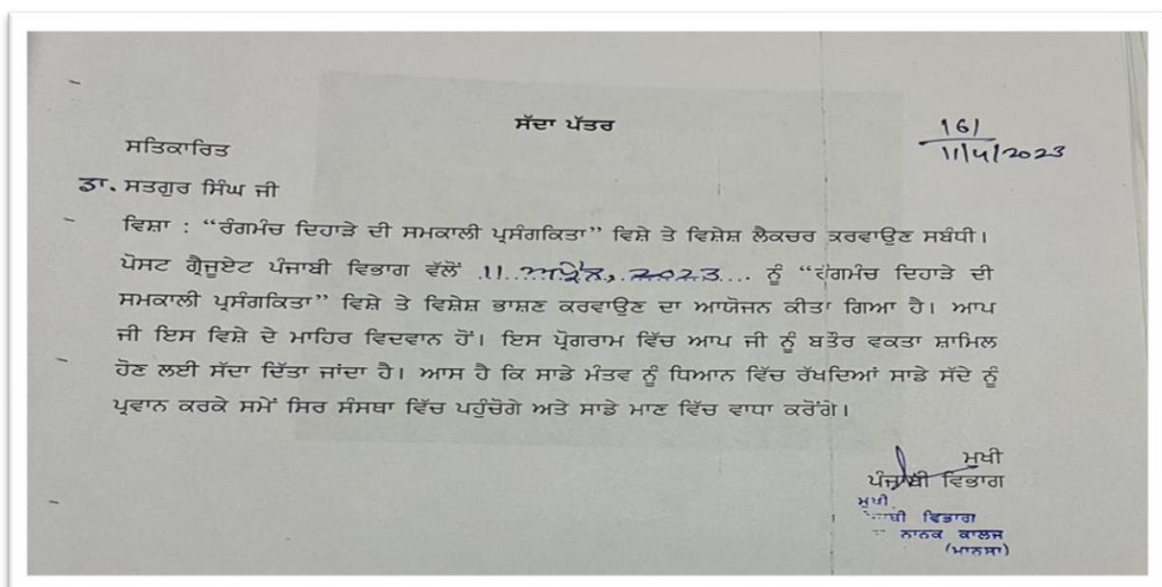 ਸੱਦਾ ਪੱਤਰ
161
11/4/2023
ਸਤਿਕਾਰਿਤ
ਡਾ. ਸਤਗੁਰ ਸਿੰਘ ਜੀ
ਵਿਸ਼ਾ : “ਰੰਗਮੰਚ ਦਿਹਾੜੇ ਦੀ ਸਮਕਾਲੀ ਪ੍ਰਸੰਗਕਿਤਾ” ਵਿਸ਼ੇ ਤੇ ਵਿਸ਼ੇਸ਼ ਲੈਕਚਰ ਕਰਵਾਉਣ ਸਬੰਧੀ।
ਪੋਸਟ ਗ੍ਰੈਜੂਏਟ ਪੰਜਾਬੀ ਵਿਭਾਗ ਵੱਲੋਂ 11 ਅਪ੍ਰੈਲ, 2023 ਨੂੰ “ਰੰਗਮੰਚ ਦਿਹਾੜੇ ਦੀ
ਸਮਕਾਲੀ ਪ੍ਰਸੰਗਕਿਤਾ” ਵਿਸ਼ੇ ਤੇ ਵਿਸ਼ੇਸ਼ ਭਾਸ਼ਣ ਕਰਵਾਉਣ ਦਾ ਆਯੋਜਨ ਕੀਤਾ ਗਿਆ ਹੈ। ਆਪ
ਜੀ ਇਸ ਵਿਸ਼ੇ ਦੇ ਮਾਹਿਰ ਵਿਦਵਾਨ ਹੋਂ। ਇਸ ਪ੍ਰੋਗਰਾਮ ਵਿੱਚ ਆਪ ਜੀ ਨੂੰ ਬਤੌਰ ਵਕਤਾ ਸ਼ਾਮਿਲ
ਹੋਣ ਲਈ ਸੱਦਾ ਦਿੱਤਾ ਜਾਂਦਾ ਹੈ। ਆਸ ਹੈ ਕਿ ਸਾਡੇ ਮੰਤਵ ਨੂੰ ਧਿਆਨ ਵਿੱਚ ਰੱਖਦਿਆਂ ਸਾਡੇ ਸੱਦੇ ਨੂੰ
ਪ੍ਰਵਾਨ ਕਰਕੇ ਸਮੇਂ ਸਿਰ ਸੰਸਥਾ ਵਿੱਚ ਪਹੁੰਚੋਗੇ ਅਤੇ ਸਾਡੇ ਮਾਣ ਵਿੱਚ ਵਾਧਾ ਕਰੋਂਗੇ।
ਮੁਖੀ
ਪੰਜਾਬੀ ਵਿਭਾਗ
ਮੁਖੀ
ਵਿਭਾਗ
ਨਾਨਕ ਕਾਲਜ
(ਮਾਨਸਾ)